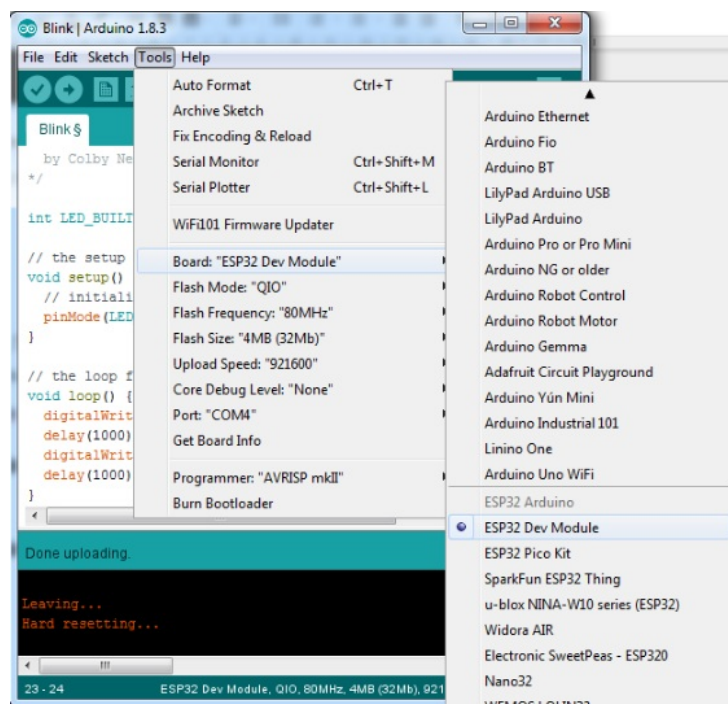 Blink | Arduino 1.8.3
File Edit Sketch Tools Help
Blink §
by Colby
*/
int
// the setup
void setup()
//
pinMode(
}
// the loop
void loop() {
delay(1000)
delay(1000)
}
Auto Format Ctrl+T
Archive Sketch
Fix Encoding & Reload
Serial Monitor Ctrl+Shift+M
Serial Plotter Ctrl+Shift+L
WiFi101 Firmware Updater
Board: "ESP32 Dev Module"
Flash Mode: "QIO"
Flash Frequency: "80MHz"
Flash Size: "4MB (32Mb)"
Upload Speed: "921600"
Core Debug Level: "None"
Port: "COM4"
Get Board Info
Programmer: "AVRISP mkII"
Burn Bootloader
Arduino Ethernet
Arduino Fio
Arduino BT
LilyPad Arduino USB
LilyPad Arduino
Arduino Pro or Pro Mini
Arduino NG or older
Arduino Robot Control
Arduino Robot Motor
Arduino Gemma
Adafruit Circuit Playground
Arduino Yún Mini
Arduino Industrial 101
Linino One
Arduino Uno WiFi
ESP32 Arduino
ESP32 Dev Module
ESP32 Pico Kit
SparkFun ESP32 Thing
u-blox NINA-W10 series (ESP32)
Widora AIR
Electronic SweetPeas - ESP320
Nano32
Done uploading.
Leaving...
Hard resetting...
23 - 24 ESP32 Dev Module, QIO, 80MHz, 4MB (32Mb), 921